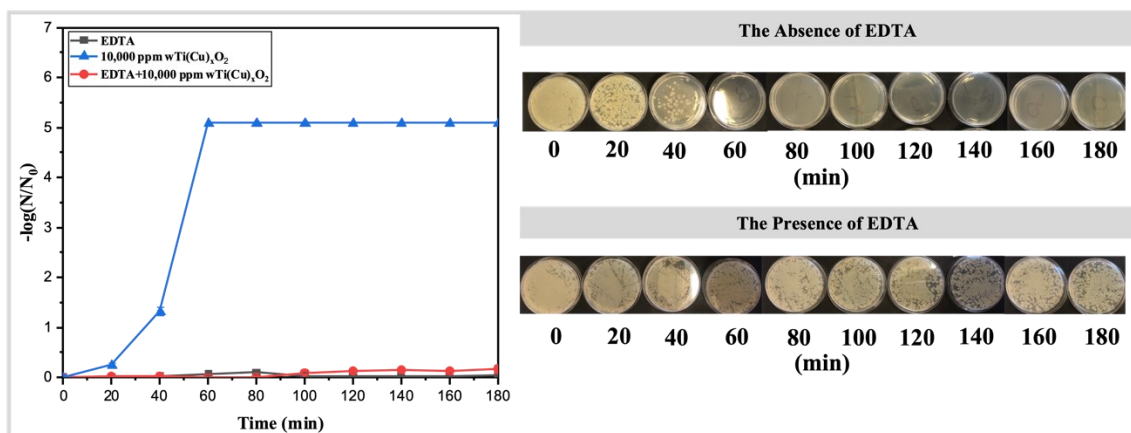 -log(N/N₀)
-7
6
5
4
3
2
1
0
EDTA
10,000 ppm wTi(Cu)ₓO₂
EDTA+10,000 ppm wTi(Cu)ₓO₂
0 20 40 60 80 100 120 140 160 180
Time (min)
The Absence of EDTA
0 20 40 60 80 100 120 140 160 180
(min)
The Presence of EDTA
0 20 40 60 80 100 120 140 160 180
(min)